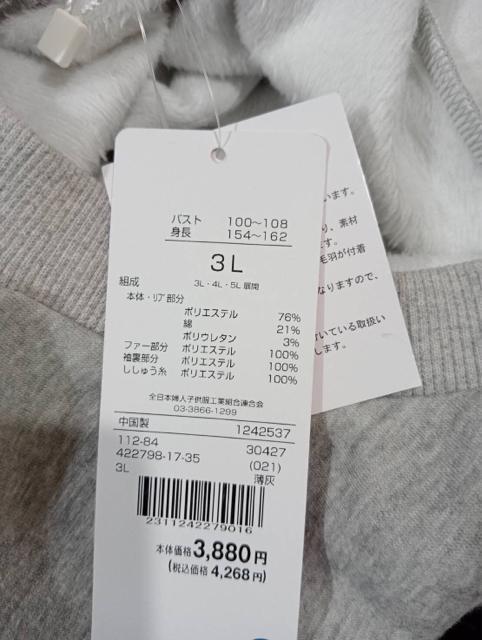 バスト 100～108
身長 154～162
3L
組成 3L・4L・5L 展開
本体・ﾘﾌﾞ部分
ポリエステル 76%
綿 21%
ポリウレタン 3%
ファー部分 ポリエステル 100%
袖裏部分 ポリエステル 100%
ししゅう糸 ポリエステル 100%
全日本婦人子供服工業組合連合会
03-3866-1299
中国製 1242537
112-84 30427
422798-17-35 (021)
3L 薄灰
2311242279016
本体価格 3,880円
(税込価格 4,268円)
います。
り、素材
です。
毛羽が付着
なりますので、
いている取扱い
します。